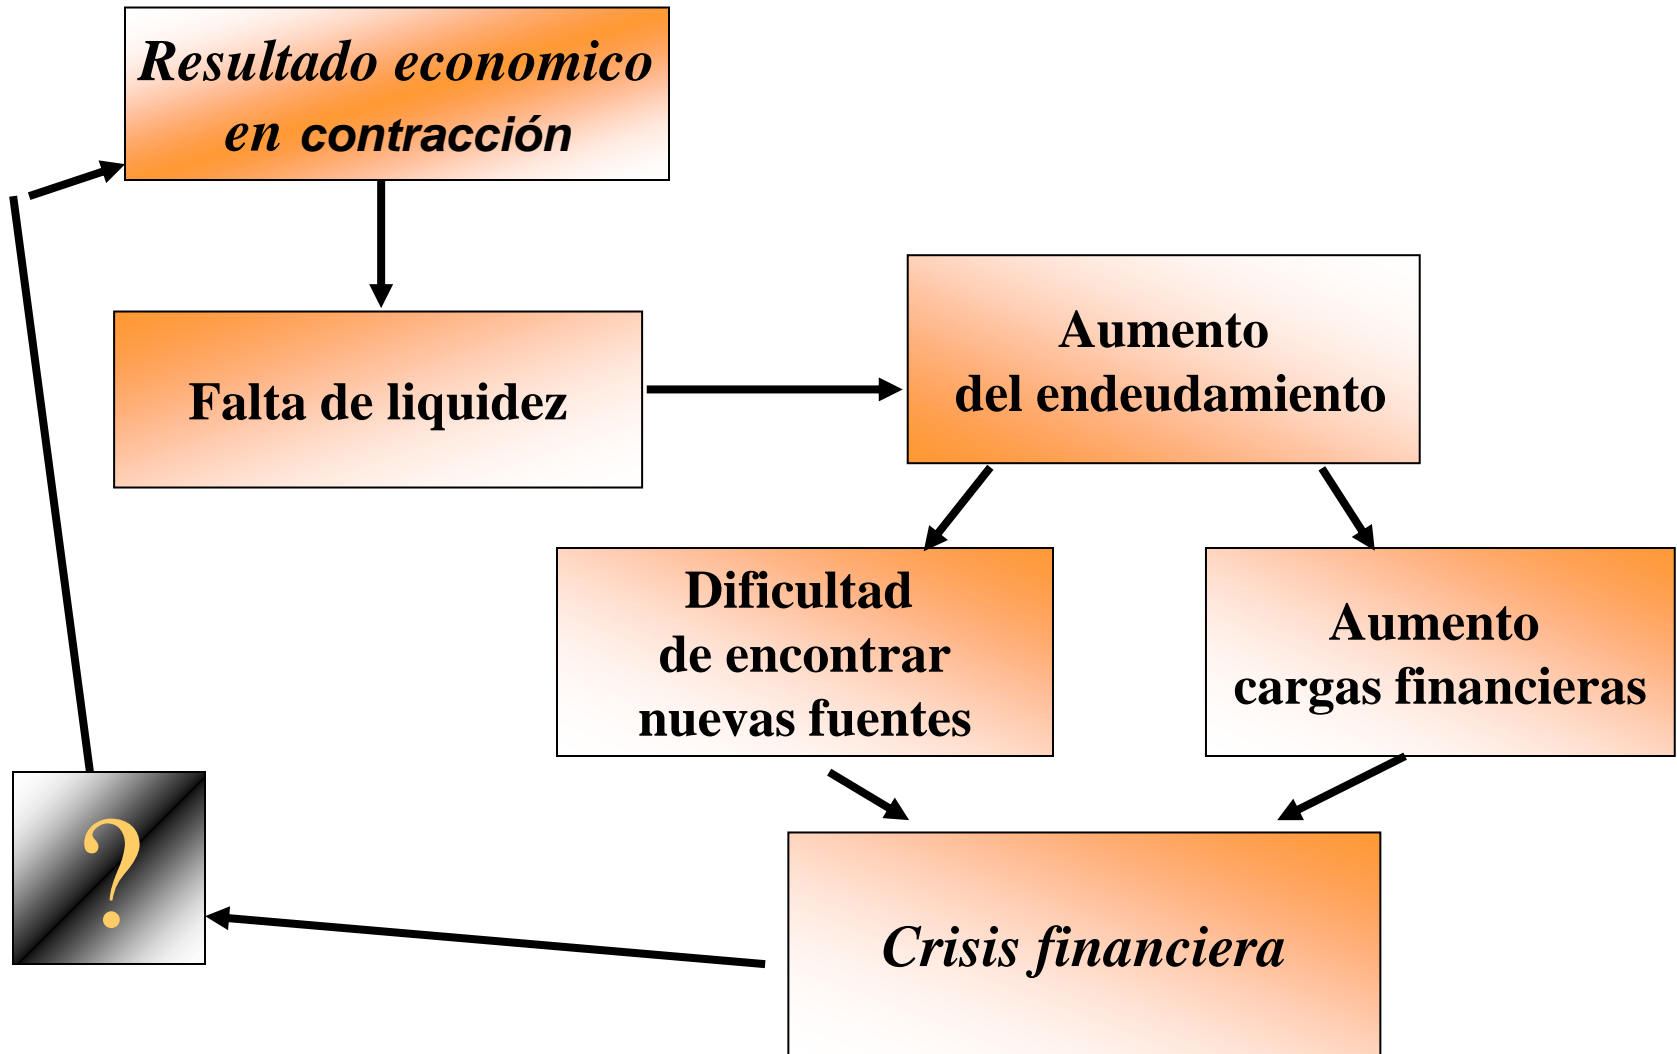 Resultado economico
en contracción
Falta de liquidez
Aumento
del endeudamiento
Dificultad
de encontrar
nuevas fuentes
Aumento
cargas financieras
?
Crisis financiera